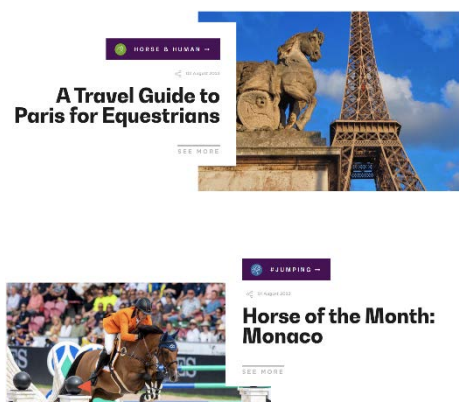 HORSE & HUMAN →
A Travel Guide to
Paris for Equestrians
SEE MORE
#JUMPING →
Horse of the Month:
Monaco
SEE MORE